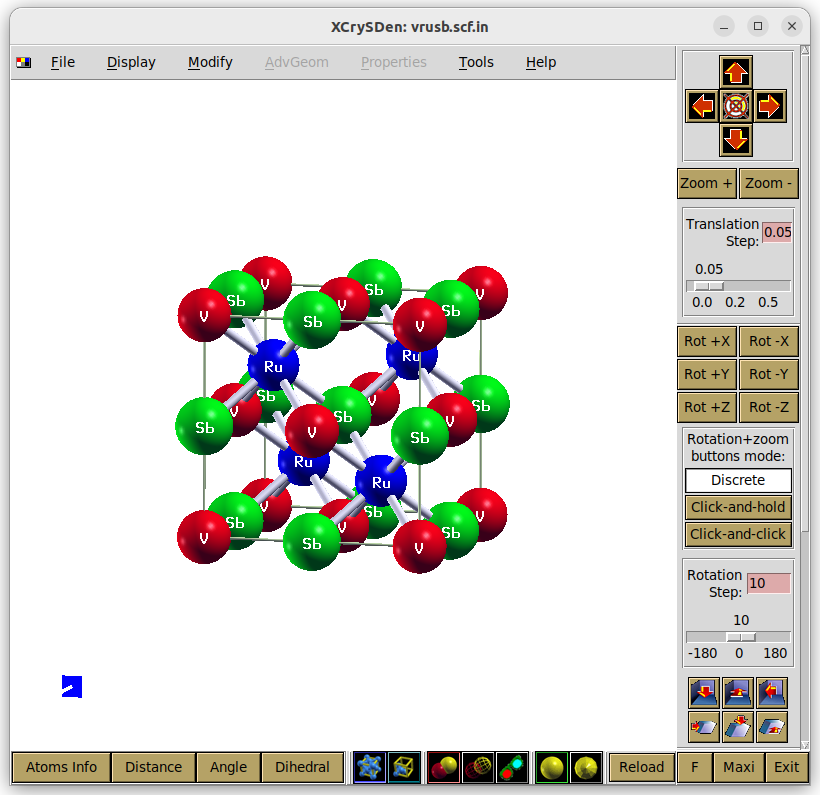 XCrySDen: vrusb.scf.in
File Display Modify AdvGeom Properties Tools Help
Zoom + Zoom -
Translation
Step: 0.05
0.05
0.0 0.2 0.5
Rot +X Rot -X
Rot +Y Rot -Y
Rot +Z Rot -Z
Rotation+zoom
buttons mode:
Discrete
Click-and-hold
Click-and-click
Rotation
Step: 10
10
-180 0 180
V Sb V
Sb V Sb V
V Sb V
Ru Ru
Sb V Sb
V Sb V
Sb V Sb
Ru Ru
V Sb V
Sb V Sb
V Sb V
Atoms Info Distance Angle Dihedral Reload F Maxi Exit